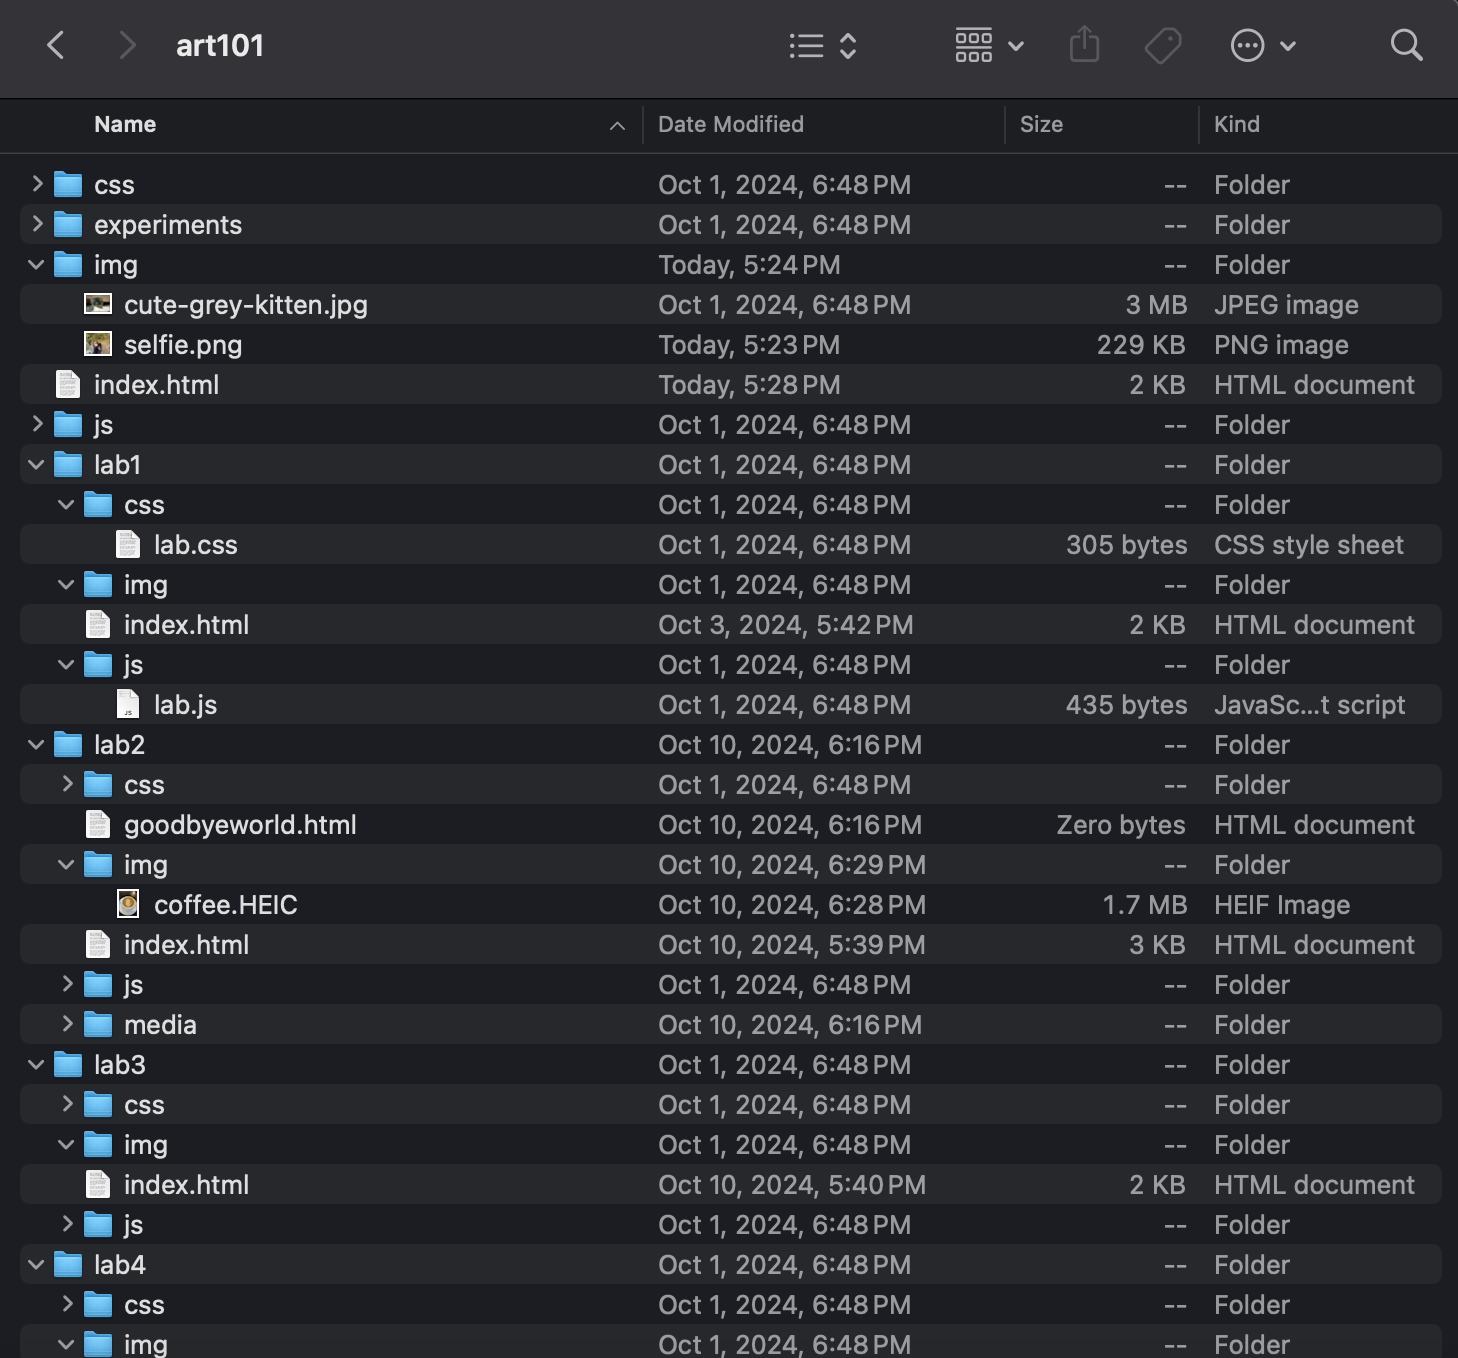 art101
Name Date Modified Size Kind
css Oct 1, 2024, 6:48 PM -- Folder
experiments Oct 1, 2024, 6:48 PM -- Folder
img Today, 5:24 PM -- Folder
cute-grey-kitten.jpg Oct 1, 2024, 6:48 PM 3 MB JPEG image
selfie.png Today, 5:23 PM 229 KB PNG image
index.html Today, 5:28 PM 2 KB HTML document
js Oct 1, 2024, 6:48 PM -- Folder
lab1 Oct 1, 2024, 6:48 PM -- Folder
css Oct 1, 2024, 6:48 PM -- Folder
lab.css Oct 1, 2024, 6:48 PM 305 bytes CSS style sheet
img Oct 1, 2024, 6:48 PM -- Folder
index.html Oct 3, 2024, 5:42 PM 2 KB HTML document
js Oct 1, 2024, 6:48 PM -- Folder
lab.js Oct 1, 2024, 6:48 PM 435 bytes JavaSc...t script
lab2 Oct 10, 2024, 6:16 PM -- Folder
css Oct 1, 2024, 6:48 PM -- Folder
goodbyeworld.html Oct 10, 2024, 6:16 PM Zero bytes HTML document
img Oct 10, 2024, 6:29 PM -- Folder
coffee.HEIC Oct 10, 2024, 6:28 PM 1.7 MB HEIF Image
index.html Oct 10, 2024, 5:39 PM 3 KB HTML document
js Oct 1, 2024, 6:48 PM -- Folder
media Oct 10, 2024, 6:16 PM -- Folder
lab3 Oct 1, 2024, 6:48 PM -- Folder
css Oct 1, 2024, 6:48 PM -- Folder
img Oct 1, 2024, 6:48 PM -- Folder
index.html Oct 10, 2024, 5:40 PM 2 KB HTML document
js Oct 1, 2024, 6:48 PM -- Folder
lab4 Oct 1, 2024, 6:48 PM -- Folder
css Oct 1, 2024, 6:48 PM -- Folder
img Oct 1, 2024, 6:48 PM -- Folder